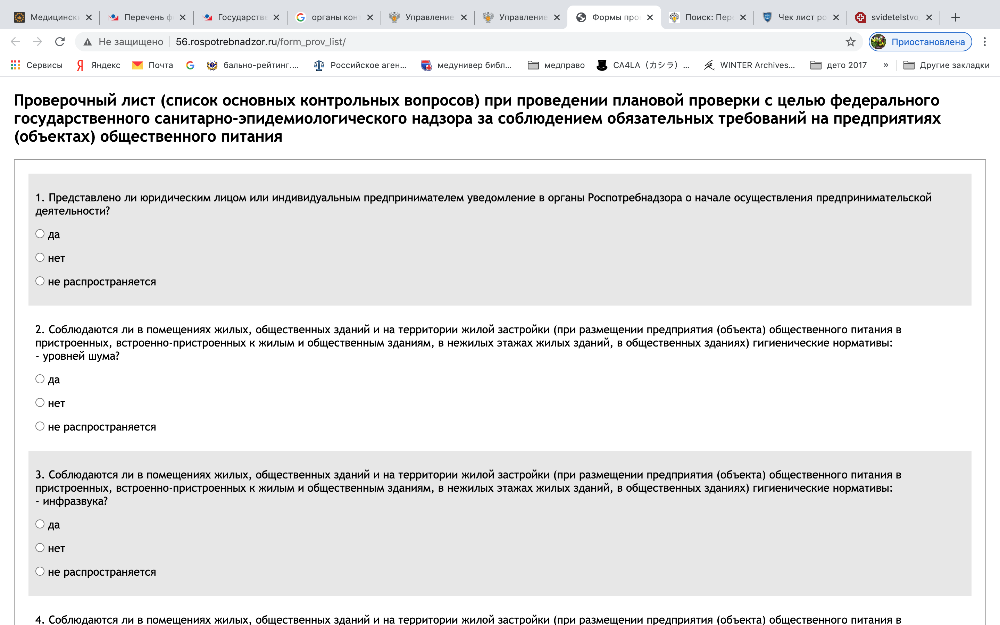 Медицинск
Перечень ф
Государстве
органы конт
Управление
Управление
Формы про
Поиск: Пер
Чек лист ро
svidetelstvo_
Не защищено
56.rospotrebnadzor.ru/form_prov_list/
Приостановлена
Сервисы
Яндекс
Почта
бально-рейтинг....
Российское аген...
медунивер библ...
медправо
CA4LA（カシラ）...
WINTER Archives...
дето 2017
»
Другие закладки
Проверочный лист (список основных контрольных вопросов) при проведении плановой проверки с целью федерального
государственного санитарно-эпидемиологического надзора за соблюдением обязательных требований на предприятиях
(объектах) общественного питания
1. Представлено ли юридическим лицом или индивидуальным предпринимателем уведомление в органы Роспотребнадзора о начале осуществления предпринимательской
деятельности?
да
нет
не распространяется
2. Соблюдаются ли в помещениях жилых, общественных зданий и на территории жилой застройки (при размещении предприятия (объекта) общественного питания в
пристроенных, встроенно-пристроенных к жилым и общественным зданиям, в нежилых этажах жилых зданий, в общественных зданиях) гигиенические нормативы:
- уровней шума?
да
нет
не распространяется
3. Соблюдаются ли в помещениях жилых, общественных зданий и на территории жилой застройки (при размещении предприятия (объекта) общественного питания в
пристроенных, встроенно-пристроенных к жилым и общественным зданиям, в нежилых этажах жилых зданий, в общественных зданиях) гигиенические нормативы:
- инфразвука?
да
нет
не распространяется
4. Соблюдаются ли в помещениях жилых, общественных зданий и на территории жилой застройки (при размещении предприятия (объекта) общественного питания в